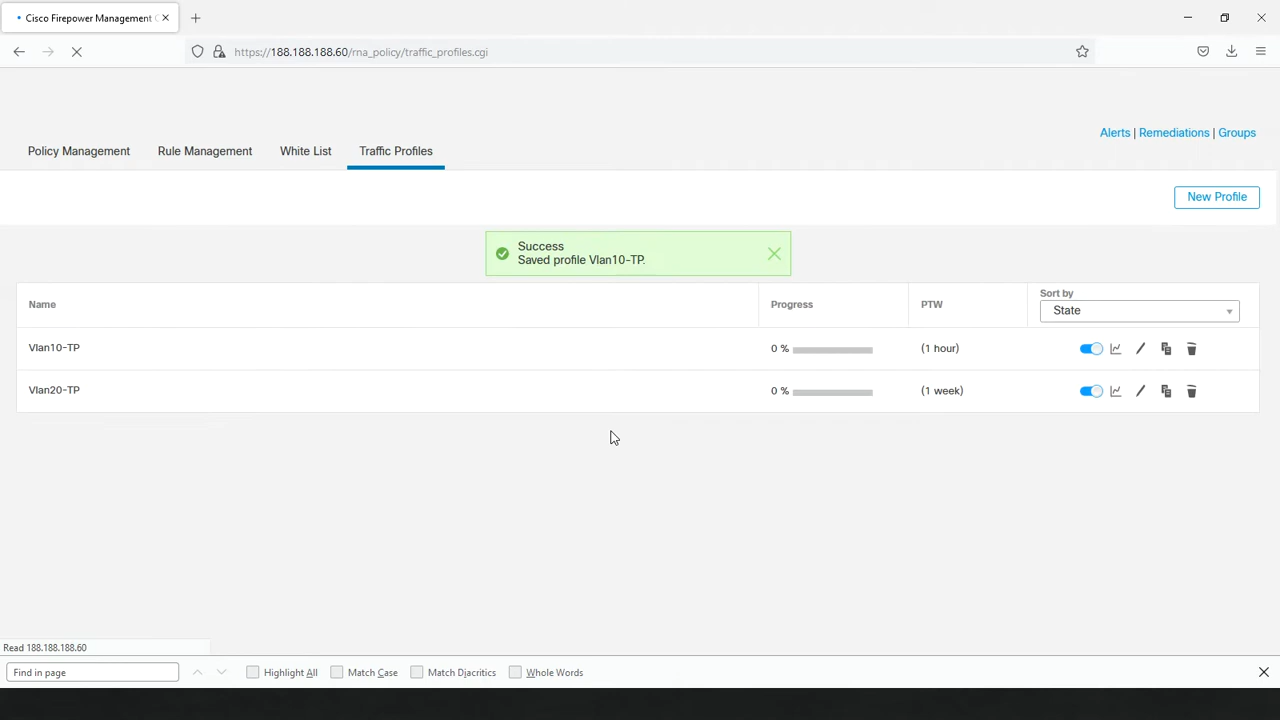 Cisco Firepower Management C
https://188.188.188.60/rna_policy/traffic_profiles.cgi
Alerts | Remediations | Groups
Policy Management Rule Management White List Traffic Profiles
New Profile
Success
Saved profile Vlan10-TP.
Name Progress PTW Sort by
State
Vlan10-TP 0 % (1 hour)
Vlan20-TP 0 % (1 week)
Read 188.188.188.60
Find in page Highlight All Match Case Match Diacritics Whole Words